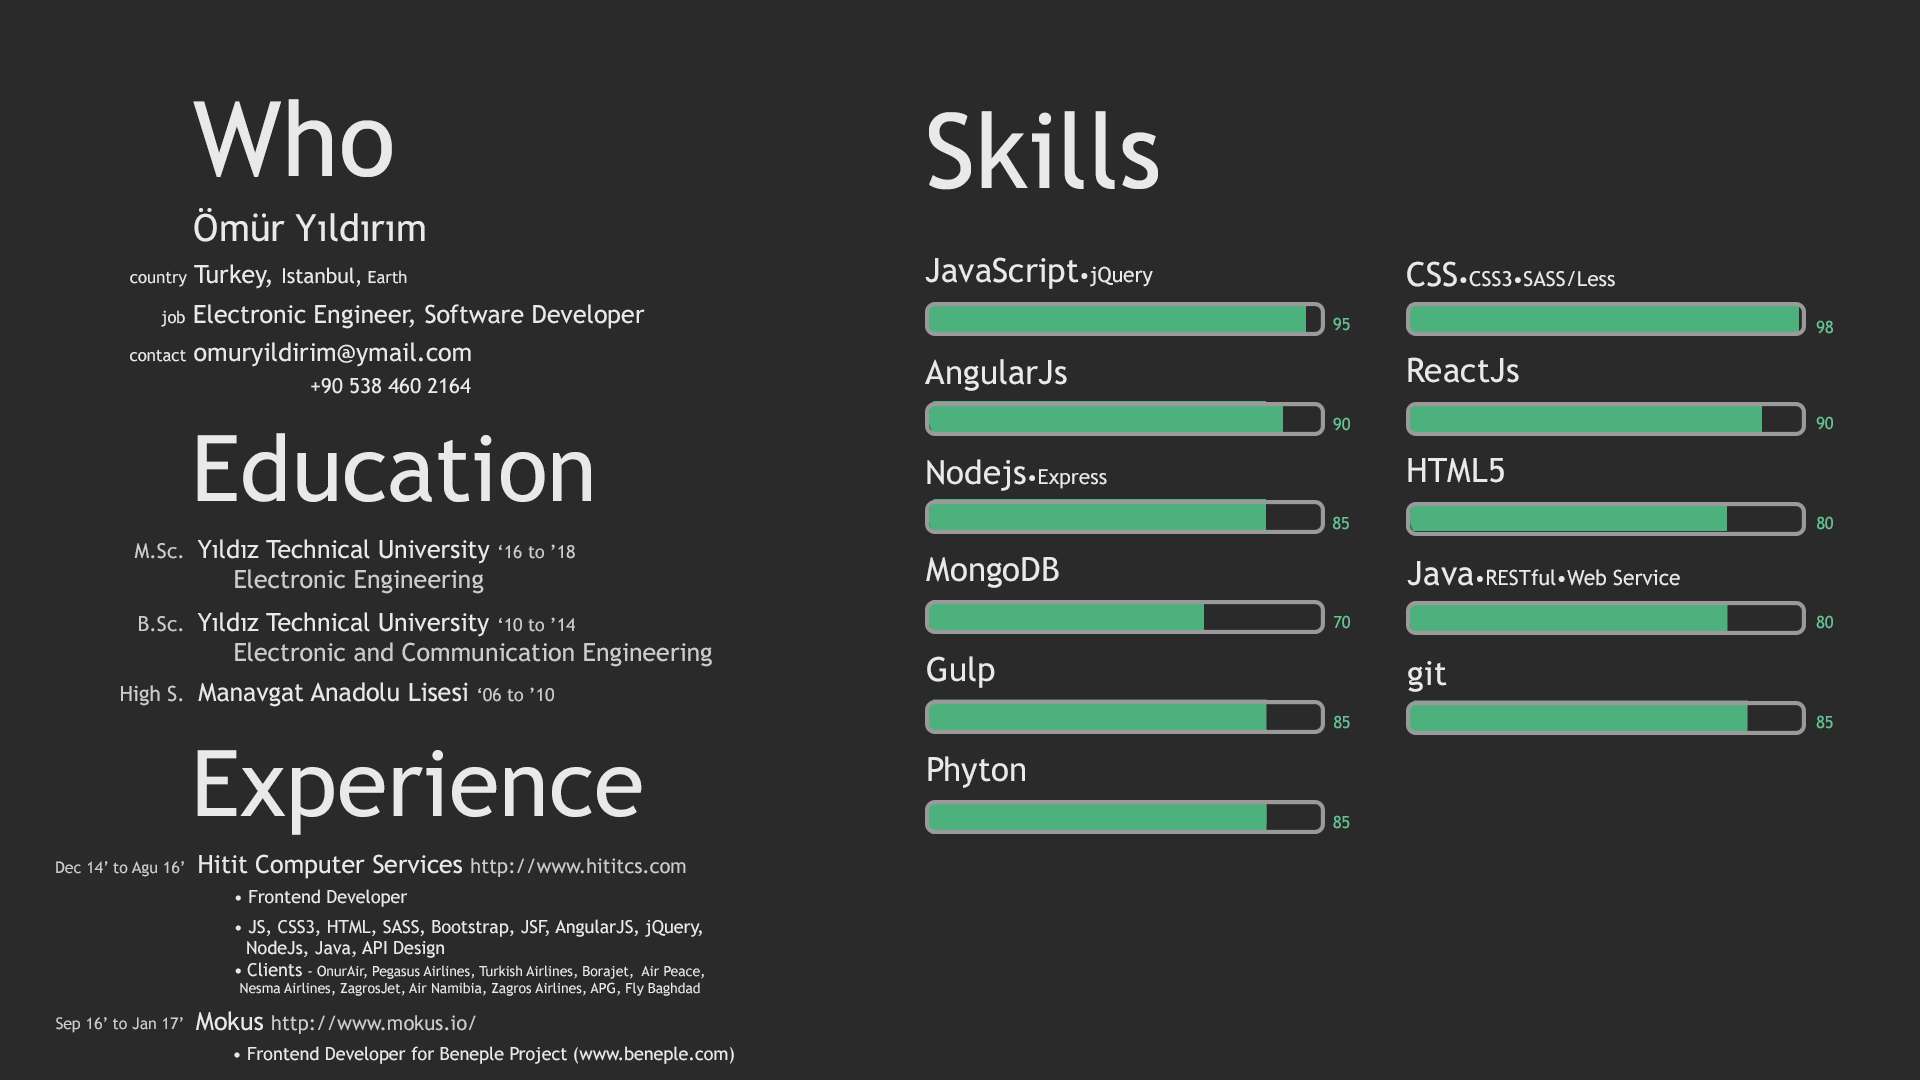 Who
Ömür Yıldırım
country Turkey, Istanbul, Earth
job Electronic Engineer, Software Developer
contact omuryildirim@ymail.com
+90 538 460 2164
Education
M.Sc. Yıldız Technical University ‘16 to ’18
Electronic Engineering
B.Sc. Yıldız Technical University ‘10 to ’14
Electronic and Communication Engineering
High S. Manavgat Anadolu Lisesi ‘06 to ’10
Experience
Dec 14’ to Agu 16’ Hitit Computer Services http://www.hititcs.com
• Frontend Developer
• JS, CSS3, HTML, SASS, Bootstrap, JSF, AngularJS, jQuery,
NodeJs, Java, API Design
• Clients - OnurAir, Pegasus Airlines, Turkish Airlines, Borajet, Air Peace,
Nesma Airlines, ZagrosJet, Air Namibia, Zagros Airlines, APG, Fly Baghdad
Sep 16’ to Jan 17’ Mokus http://www.mokus.io/
• Frontend Developer for Beneple Project (www.beneple.com)
Skills
JavaScript•jQuery
95
AngularJs
90
Nodejs•Express
85
MongoDB
70
Gulp
85
Phyton
85
CSS•CSS3•SASS/Less
98
ReactJs
90
HTML5
80
Java•RESTful•Web Service
80
git
85